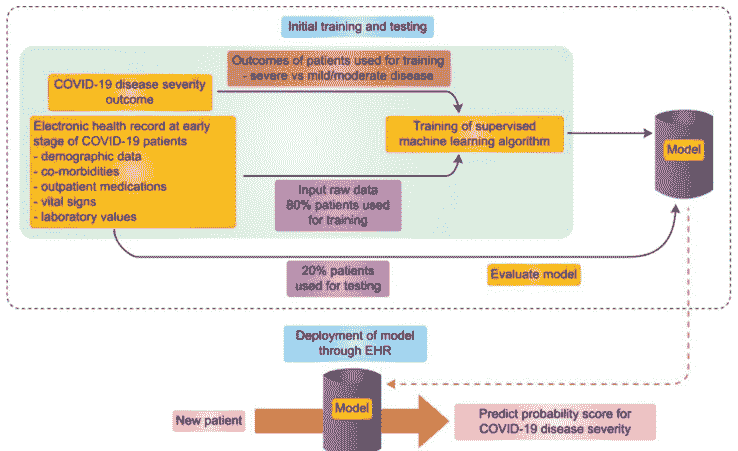 Initial training and testing
Outcomes of patients used for training
- severe vs mild/moderate disease
COVID-19 disease severity
outcome
Electronic health record at early
stage of COVID-19 patients
- demographic data
- co-morbidities
- outpatient medications
- vital signs
- laboratory values
Training of supervised
machine learning algorithm
Model
Input raw data
80% patients used
for training
20% patients
used for testing
Evaluate model
Deployment of model
through EHR
Model
New patient
Predict probability score for
COVID-19 disease severity